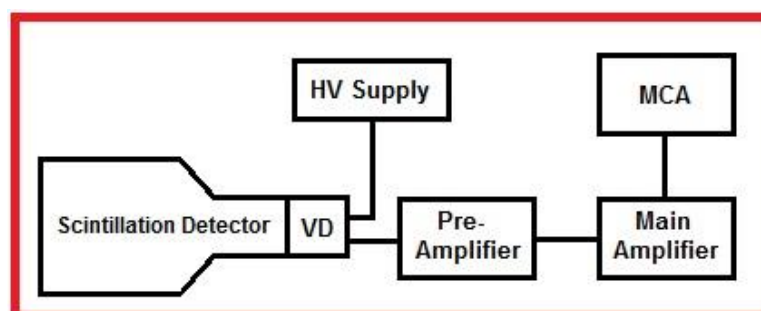 HV Supply
MCA
Scintillation Detector
VD
Pre-
Amplifier
Main
Amplifier